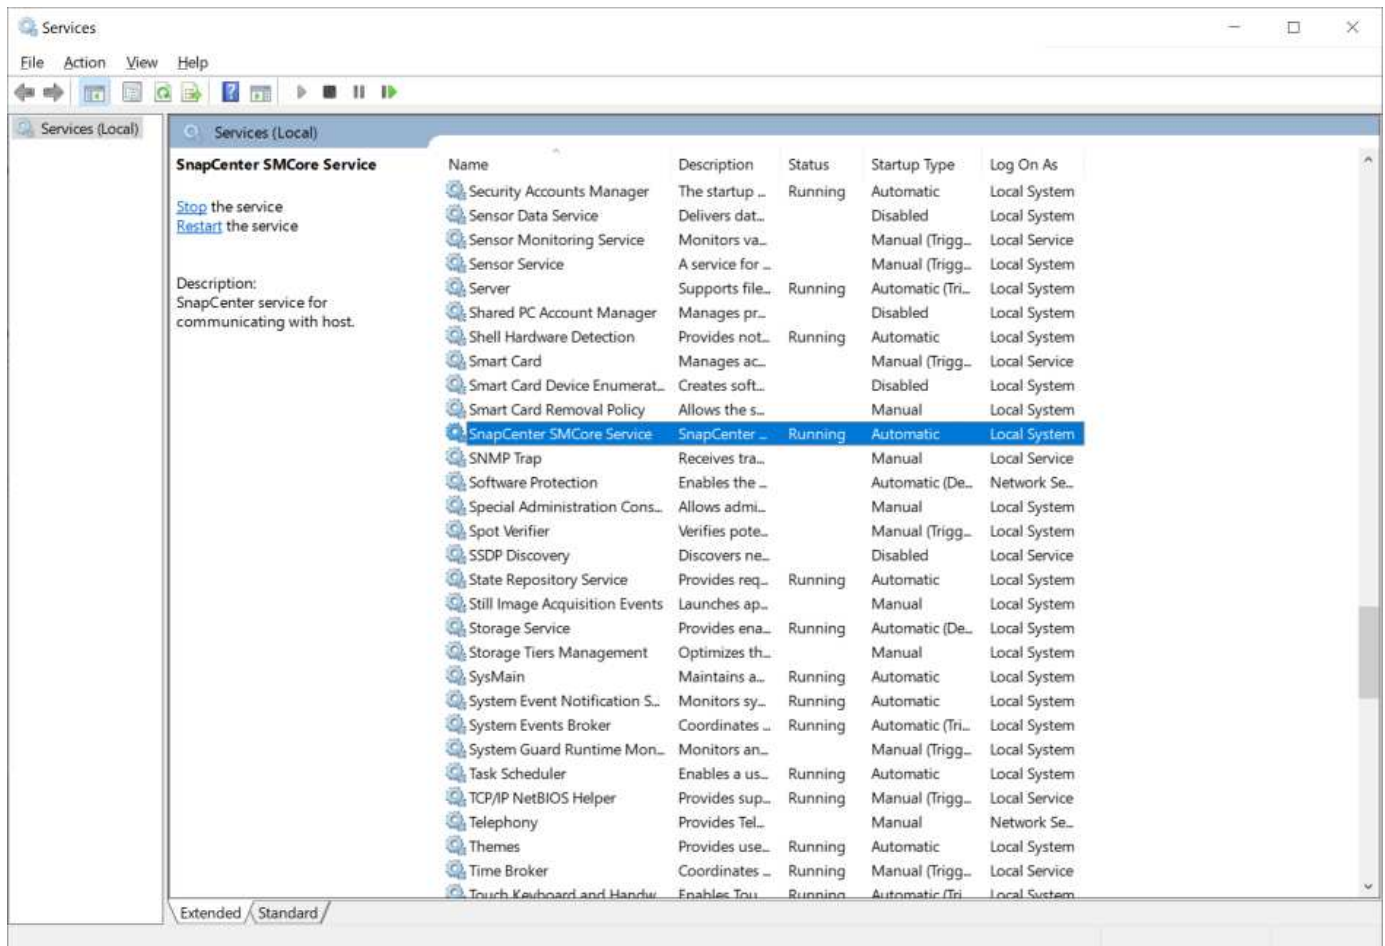 Services
File Action View Help
Services (Local)
Services (Local)
SnapCenter SMCore Service
Stop the service
Restart the service
Description:
SnapCenter service for
communicating with host.
Name Description Status Startup Type Log On As
Security Accounts Manager The startup ... Running Automatic Local System
Sensor Data Service Delivers dat... Disabled Local System
Sensor Monitoring Service Monitors va... Manual (Trigg... Local Service
Sensor Service A service for ... Manual (Trigg... Local System
Server Supports file... Running Automatic (Tri... Local System
Shared PC Account Manager Manages pr... Disabled Local System
Shell Hardware Detection Provides not... Running Automatic Local System
Smart Card Manages ac... Manual (Trigg... Local Service
Smart Card Device Enumerat... Creates soft... Disabled Local System
Smart Card Removal Policy Allows the s... Manual Local System
SnapCenter SMCore Service SnapCenter ... Running Automatic Local System
SNMP Trap Receives tra... Manual Local Service
Software Protection Enables the ... Automatic (De... Network Se...
Special Administration Cons... Allows admi... Manual Local System
Spot Verifier Verifies pote... Manual (Trigg... Local System
SSDP Discovery Discovers ne... Disabled Local Service
State Repository Service Provides req... Running Automatic Local System
Still Image Acquisition Events Launches ap... Manual Local System
Storage Service Provides ena... Running Automatic (De... Local System
Storage Tiers Management Optimizes th... Manual Local System
SysMain Maintains a... Running Automatic Local System
System Event Notification S... Monitors sy... Running Automatic Local System
System Events Broker Coordinates ... Running Automatic (Tri... Local System
System Guard Runtime Mon... Monitors an... Manual (Trigg... Local System
Task Scheduler Enables a us... Running Automatic Local System
TCP/IP NetBIOS Helper Provides sup... Running Manual (Trigg... Local Service
Telephony Provides Tel... Manual Network Se...
Themes Provides use... Running Automatic Local System
Time Broker Coordinates ... Running Manual (Trigg... Local Service
Touch Keyboard and Handw... Enables Tou... Running Automatic (Tri... Local System
Extended Standard